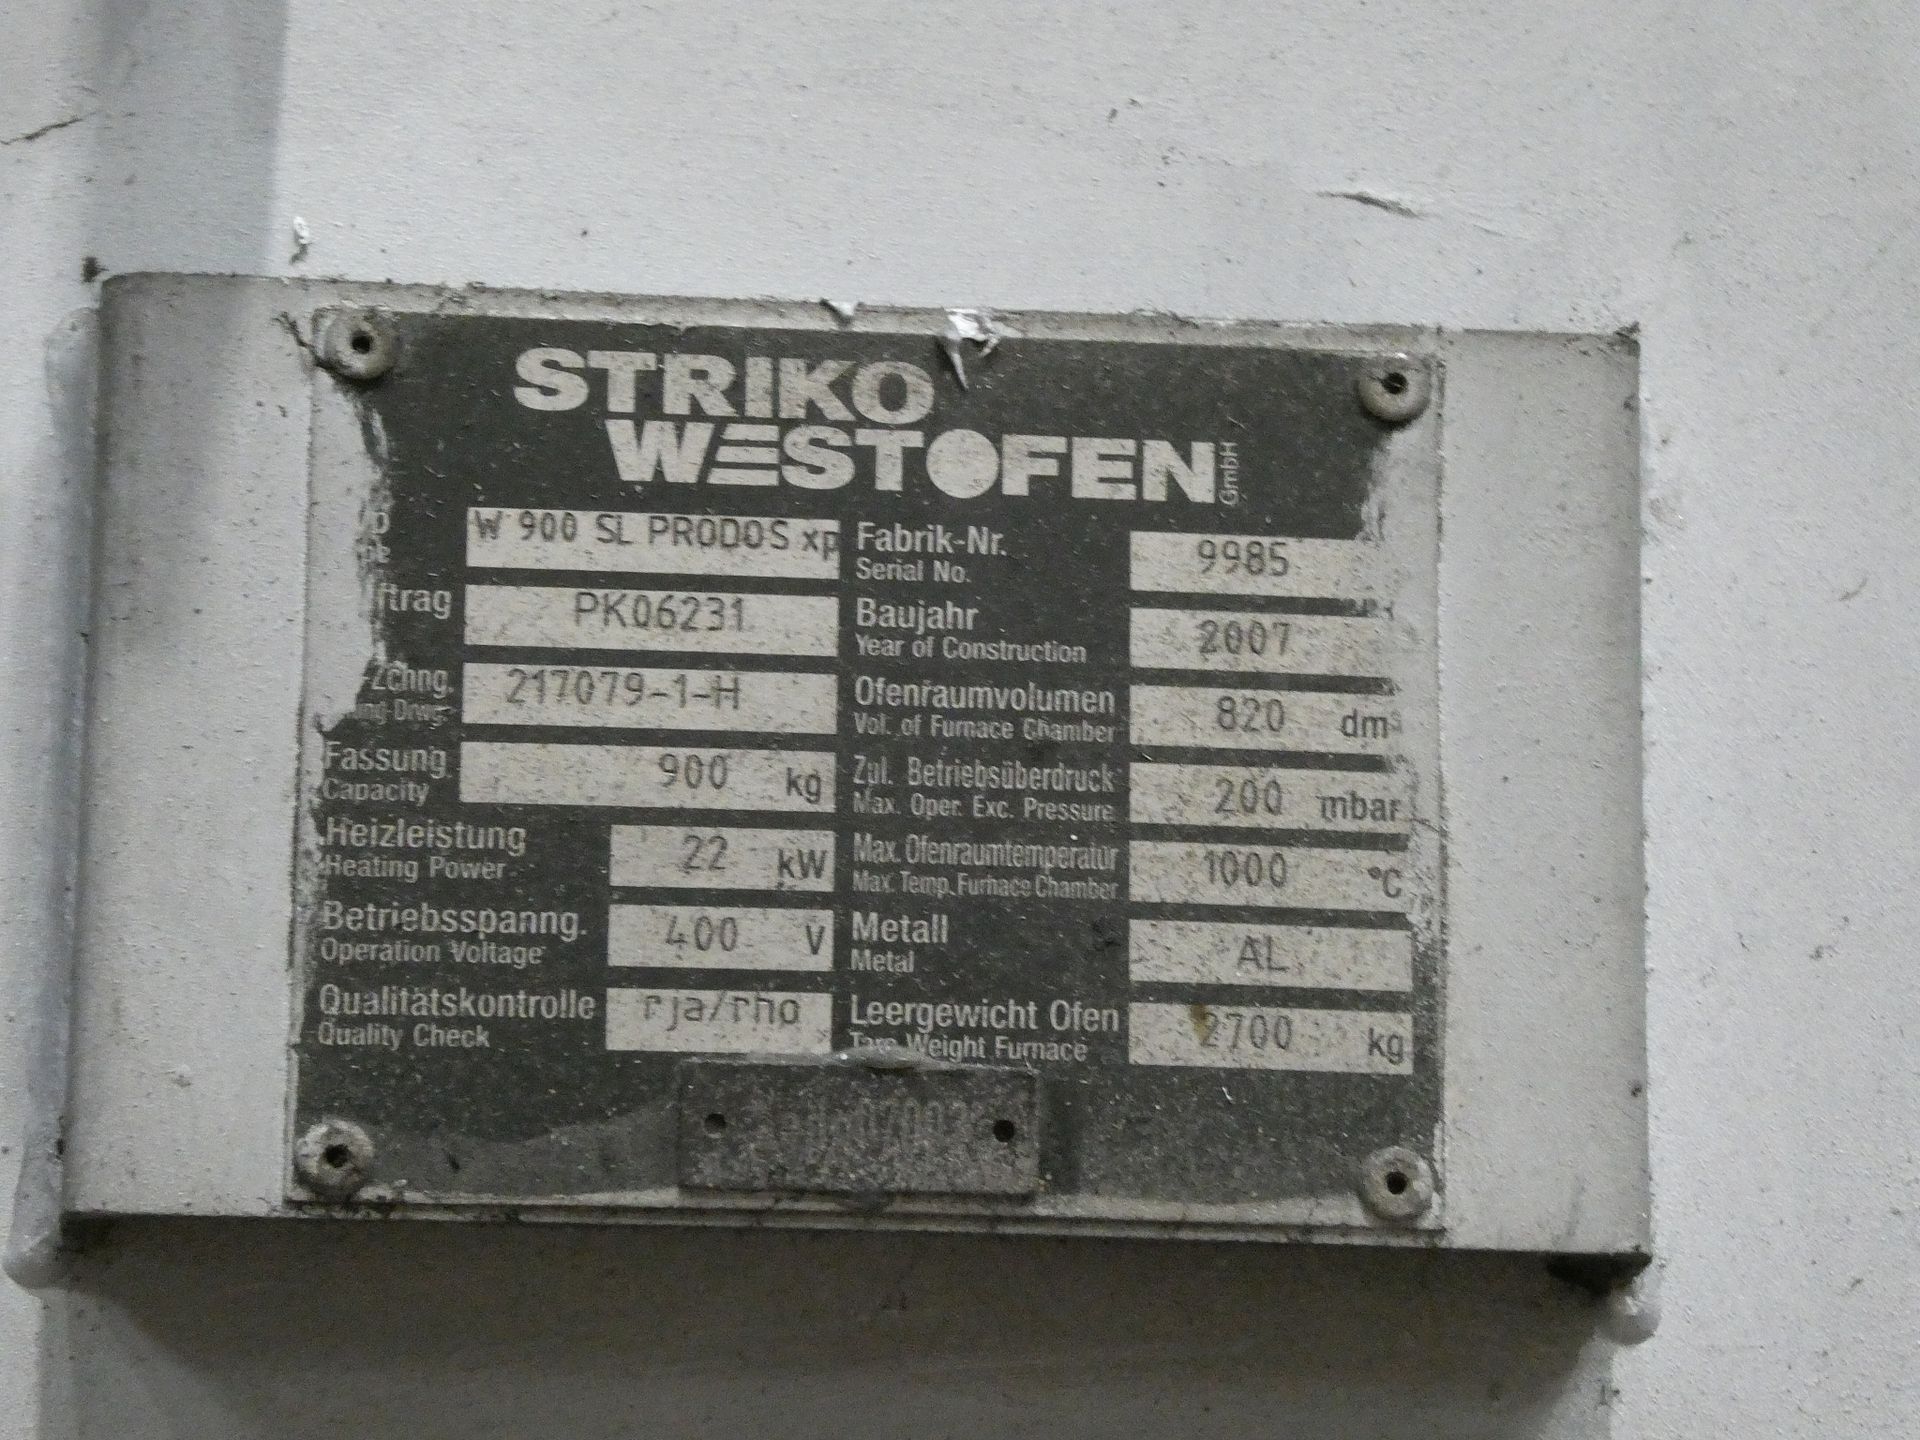 STRIKO
WESTOFEN GmbH
W 900 SL PRODOS xp
PK06231
217079-1-H
Fassung 900 kg
Capacity
Heizleistung 22 kW
Heating Power
Betriebsspanng. 400 V
Operation Voltage
Qualitätskontrolle rja/rho
Quality Check
Fabrik-Nr. 9985
Serial No.
Baujahr 2007
Year of Construction
Ofenraumvolumen 820 dm³
Vol. of Furnace Chamber
Zul. Betriebsüberdruck 200 mbar
Max. Oper. Exc. Pressure
Max. Ofenraumtemperatur 1000 °C
Max. Temp. Furnace Chamber
Metall AL
Metal
Leergewicht Ofen 2700 kg
Tare Weight Furnace